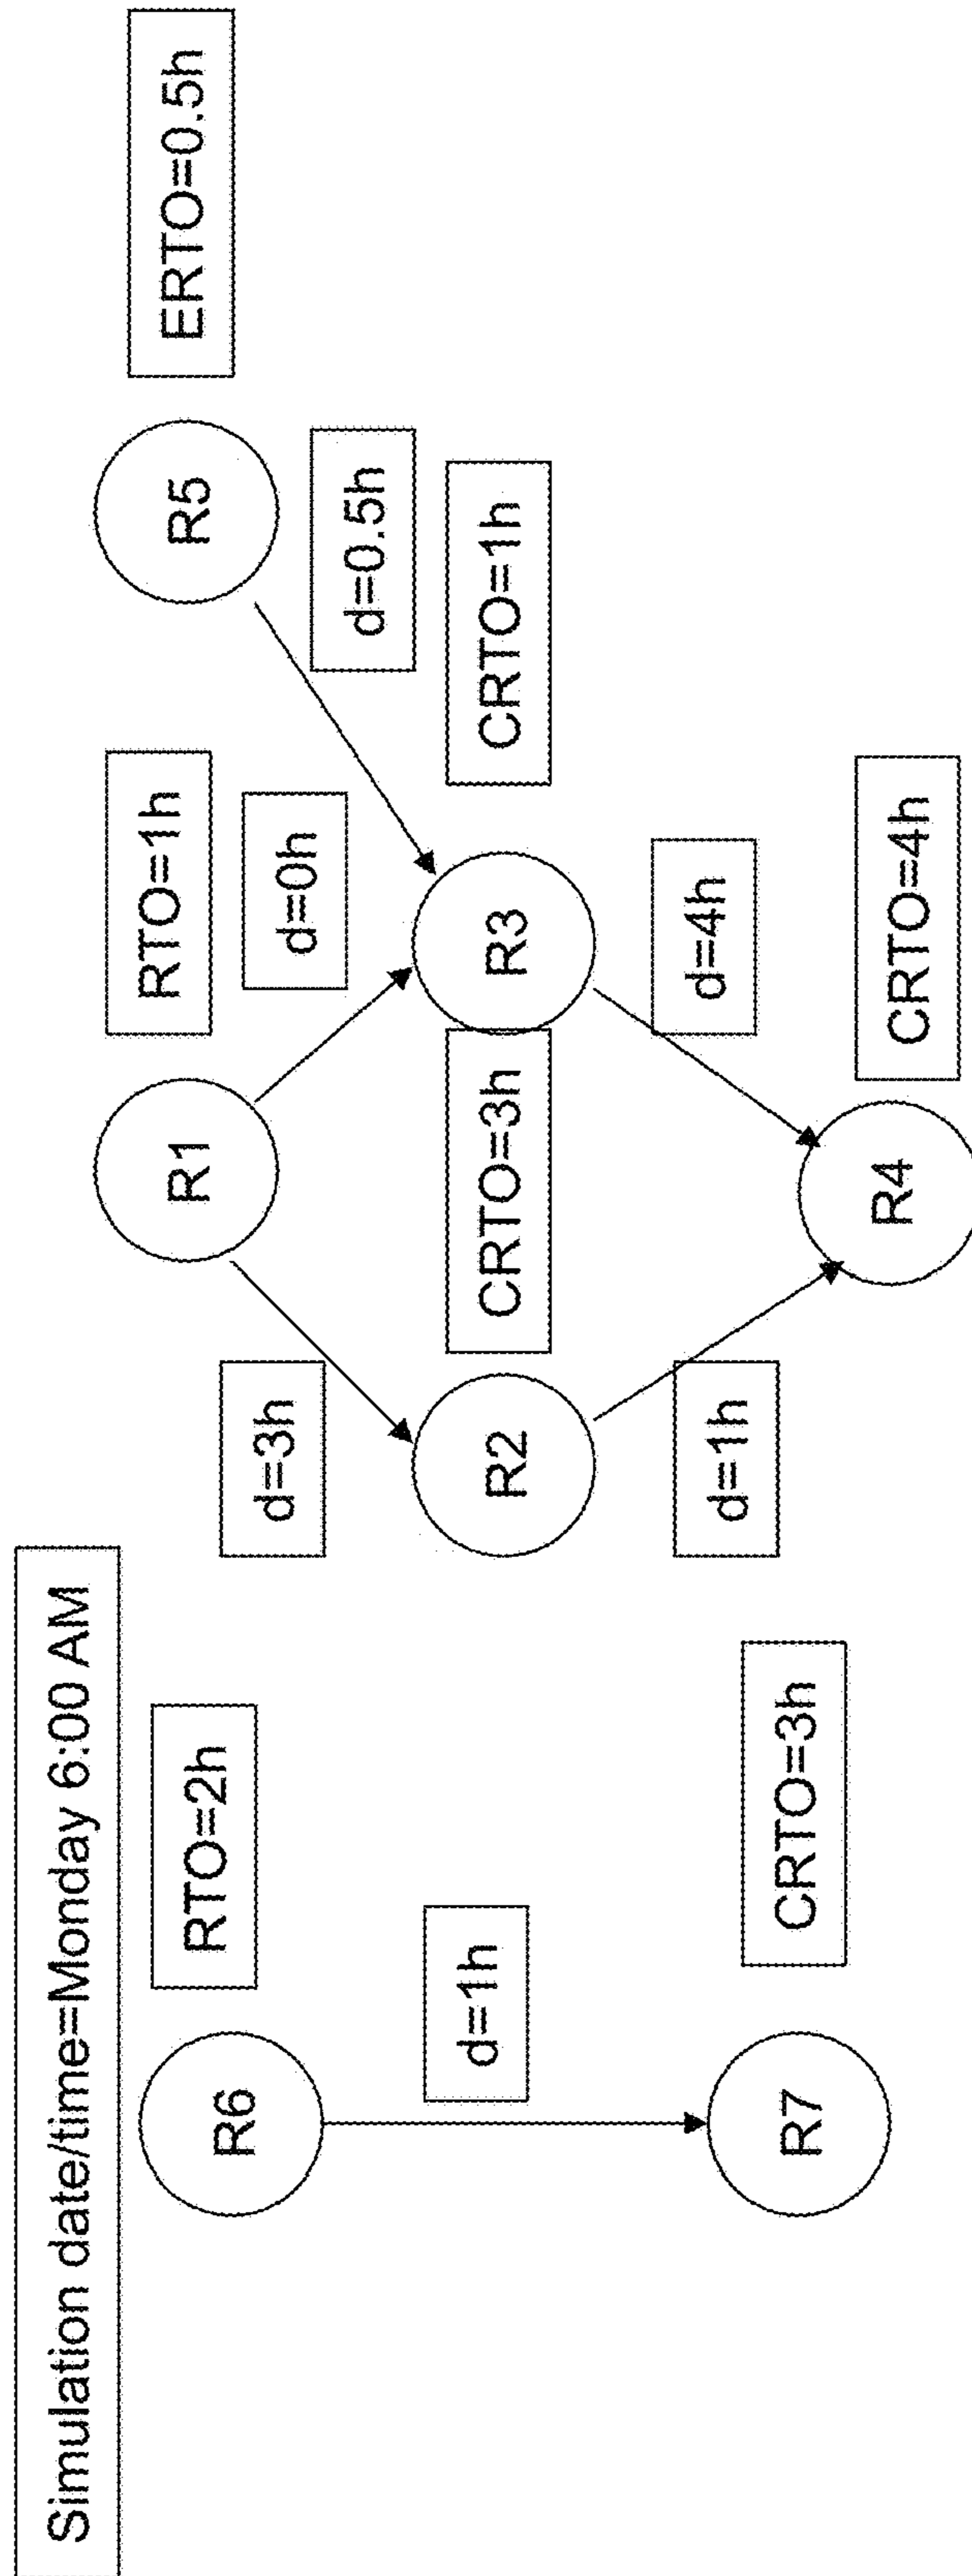 Simulation date/time=Monday 6:00 AM
R6
RTO=2h
R1
RTO=1h
R5
ERTO=0.5h
d=3h
d=0h
d=0.5h
d=1h
R2
CRTO=3h
R3
CRTO=1h
d=1h
d=4h
R7
CRTO=3h
R4
CRTO=4h